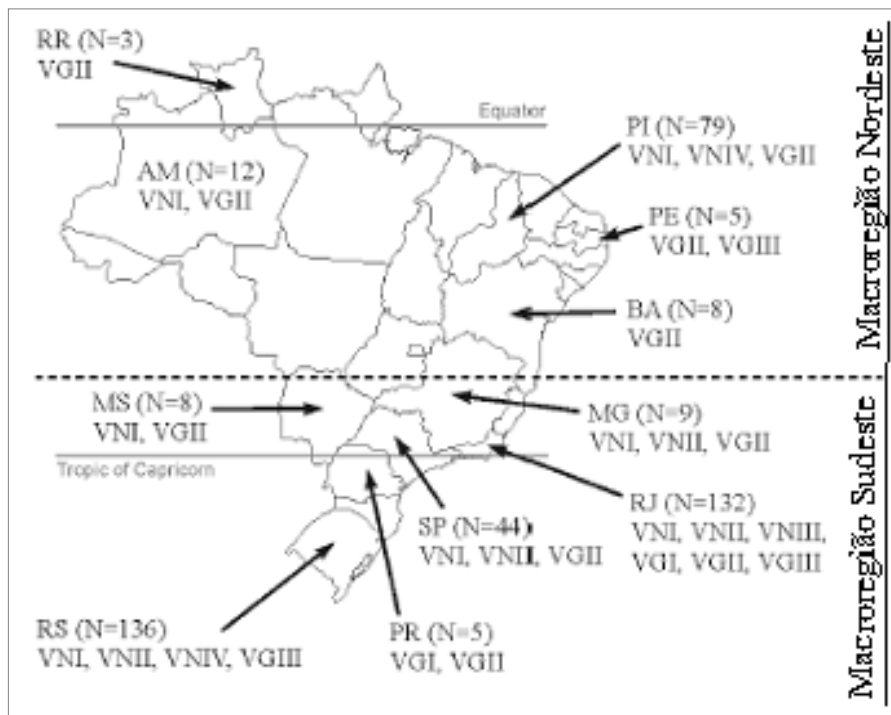 RR (N=3)
VGII
Equator
AM (N=12)
VNI, VGII
PI (N=79)
VNI, VNIV, VGII
PE (N=5)
VGII, VGIII
BA (N=8)
VGII
Macroregião Nordeste
MS (N=8)
VNI, VGII
MG (N=9)
VNI, VNII, VGII
Tropic of Capricorn
SP (N=44)
VNI, VNII, VGII
RJ (N=132)
VNI, VNII, VNIII,
VGI, VGII, VGIII
RS (N=136)
VNI, VNII, VNIV, VGIII
PR (N=5)
VGI, VGII
Macroregião Sudeste